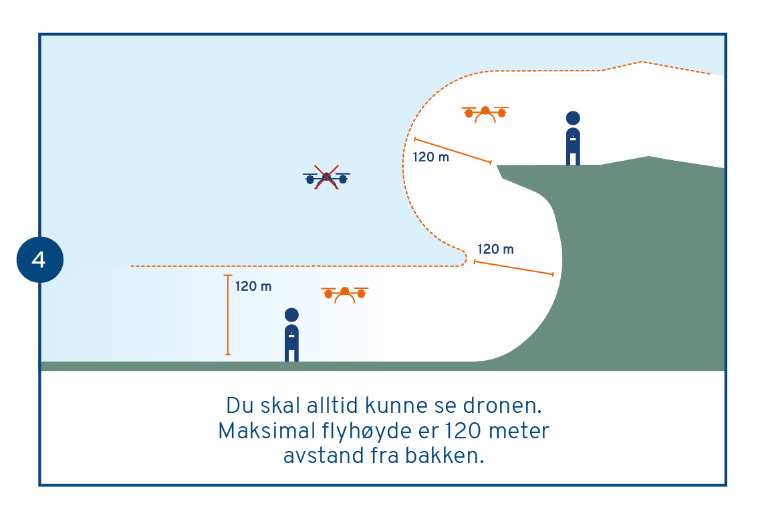 120 m
120 m
120 m
4
Du skal alltid kunne se dronen.
Maksimal flyhøyde er 120 meter
avstand fra bakken.